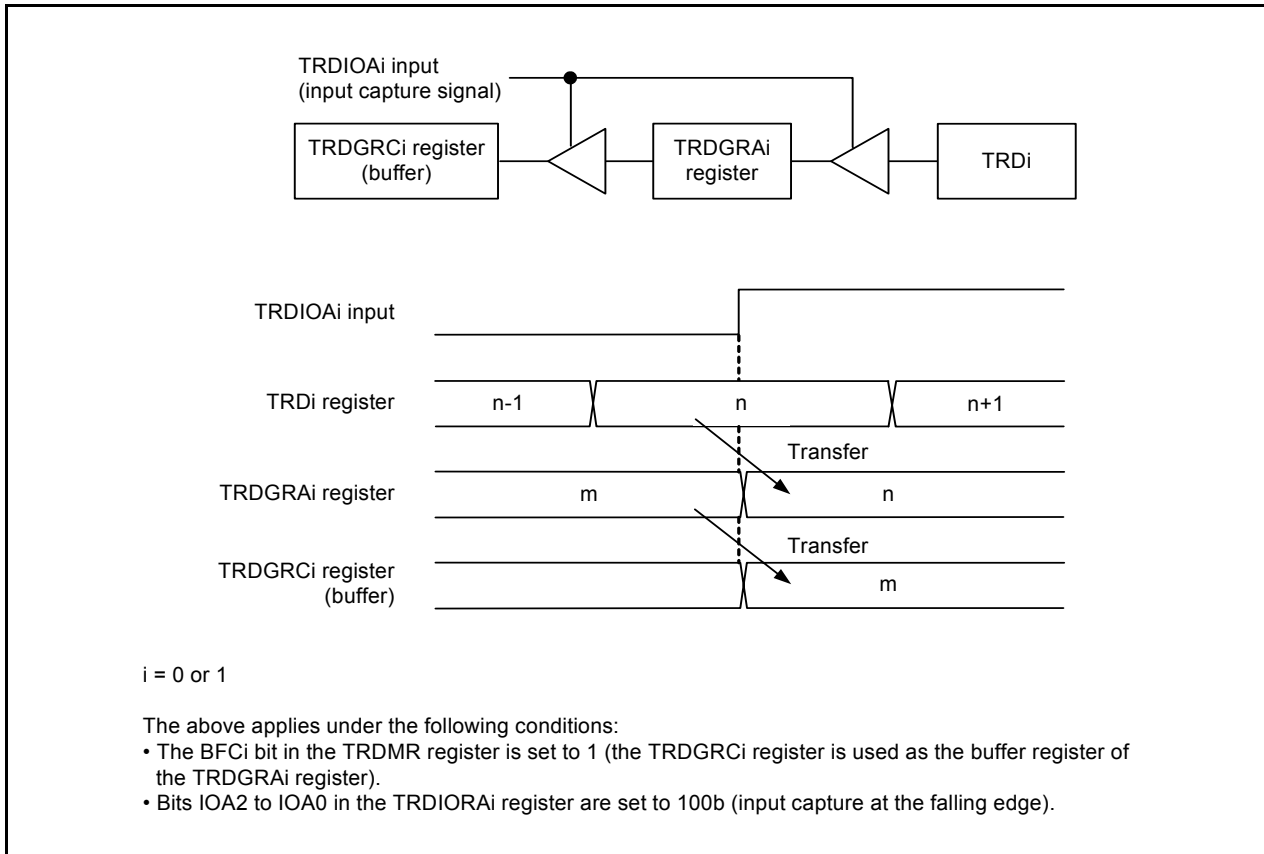 TRDIOAi input
(input capture signal)
TRDGRCi register
(buffer)
TRDGRAi
register
TRDi
TRDIOAi input
TRDi register
n-1
n
n+1
Transfer
TRDGRAi register
m
n
Transfer
TRDGRCi register
(buffer)
m
i = 0 or 1
The above applies under the following conditions:
• The BFCi bit in the TRDMR register is set to 1 (the TRDGRCi register is used as the buffer register of
the TRDGRAi register).
• Bits IOA2 to IOA0 in the TRDIORAi register are set to 100b (input capture at the falling edge).